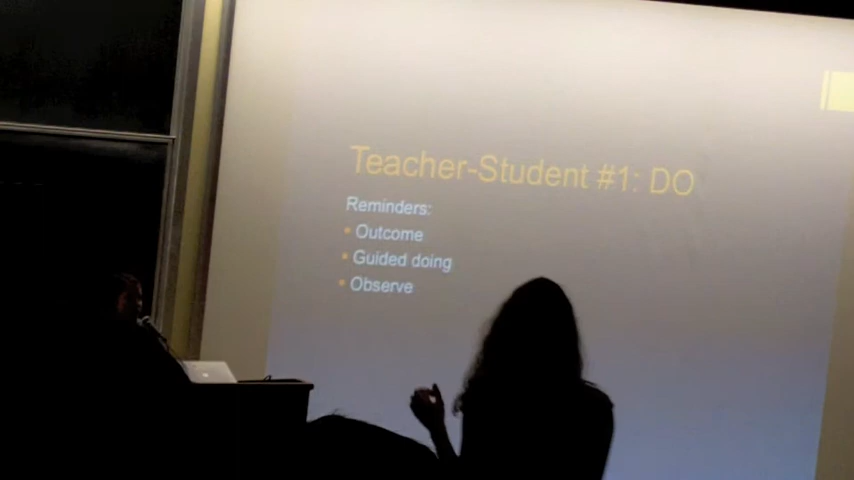 Teacher-Student #1: DO
Reminders:
• Outcome
• Guided doing
• Observe